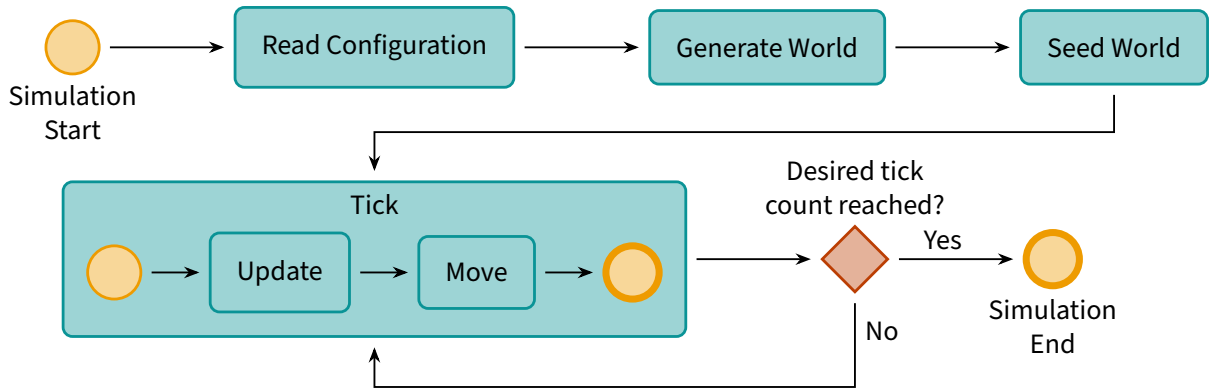 Simulation
Start
Read Configuration
Generate World
Seed World
Tick
Update
Move
Desired tick
count reached?
Yes
No
Simulation
End